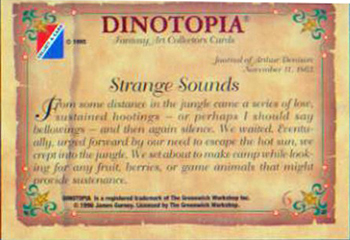 DINOTOPIA®
© 1995
Fantasy Art Collectors Cards
Journal of Arthur Denison
November 11, 1862
Strange Sounds
From some distance in the jungle came a series of low,
sustained hootings — or perhaps I should say
bellowings — and then again silence. We waited. Eventu-
ally, urged forward by our need to escape the hot sun, we
crept into the jungle. We set about to make camp while look-
ing for any fruit, berries, or game animals that might
provide sustenance.
DINOTOPIA is a registered trademark of The Greenwich Workshop Inc.
© 1995 James Gurney. Licensed by The Greenwich Workshop.
6